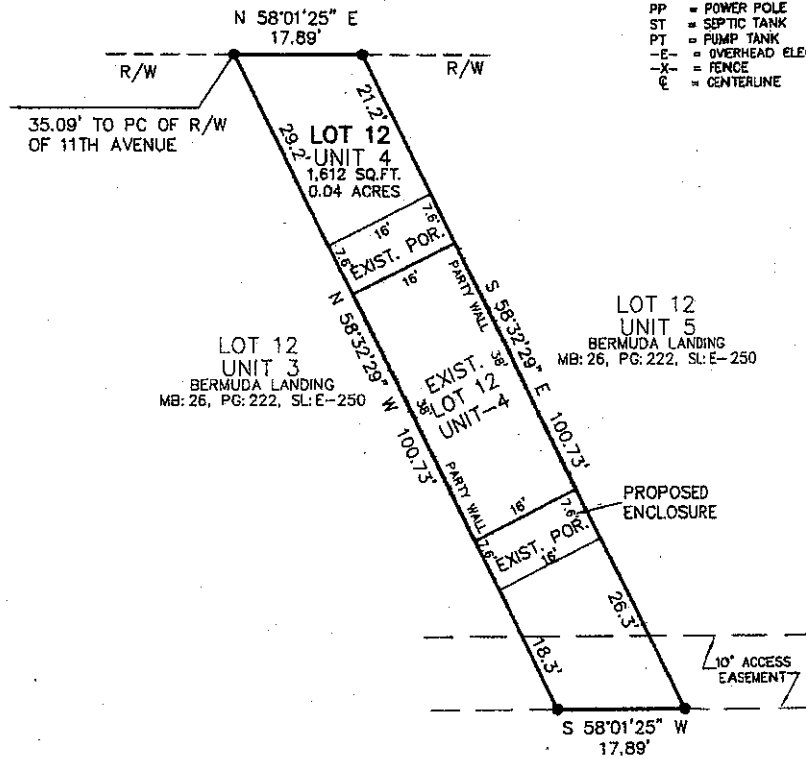 N 58°01'25" E
17.89'
PP = POWER POLE
ST = SEPTIC TANK
PT = PUMP TANK
-E- = OVERHEAD ELE
-X- = FENCE
℄ = CENTERLINE
R/W
R/W
35.09' TO PC OF R/W
OF 11TH AVENUE
29.2'
21.2'
LOT 12
UNIT 4
1,612 SQ.FT.
0.04 ACRES
16'
7.6'
7.6'
EXIST. POR.
16'
PARTY WALL
N 58°32'29" W 100.73'
S 58°32'29" E 100.73'
LOT 12
UNIT 3
BERMUDA LANDING
MB: 26, PG: 222, SL: E-250
LOT 12
UNIT 5
BERMUDA LANDING
MB: 26, PG: 222, SL: E-250
EXIST.
LOT 12
UNIT-4
38'
38'
PARTY WALL
16'
7.6'
7.6'
EXIST. POR.
16'
PROPOSED
ENCLOSURE
26.3'
18.3'
10' ACCESS
EASEMENT
S 58°01'25" W
17.89'